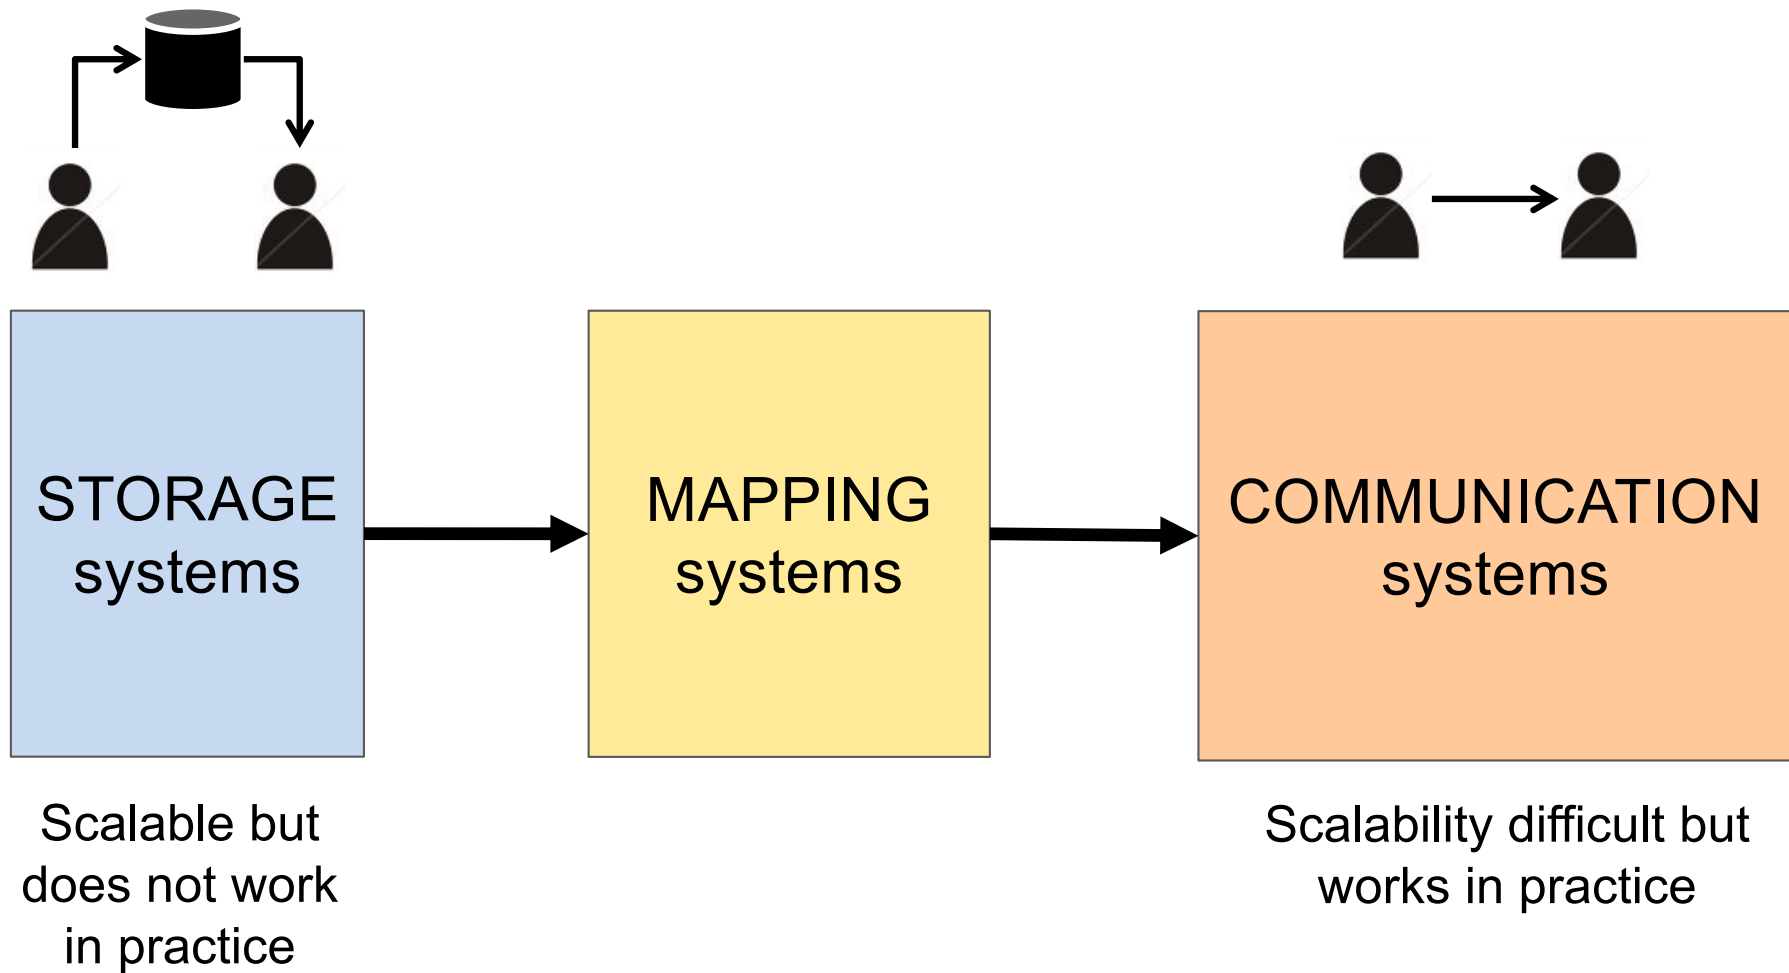 STORAGE
systems
MAPPING
systems
COMMUNICATION
systems
Scalable but
does not work
in practice
Scalability difficult but
works in practice